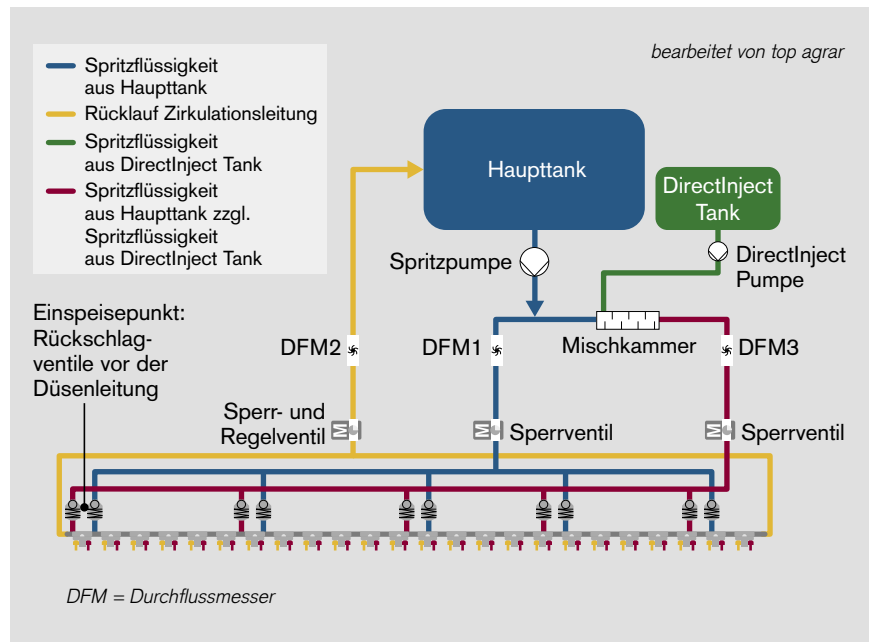 bearbeitet von top agrar
Spritzflüssigkeit
aus Haupttank
Rücklauf Zirkulationsleitung
Spritzflüssigkeit
aus DirectInject Tank
Spritzflüssigkeit
aus Haupttank zzgl.
Spritzflüssigkeit
aus DirectInject Tank
Haupttank
DirectInject
Tank
Spritzpumpe
DirectInject
Pumpe
Einspeisepunkt:
Rückschlag-
ventile vor der
Düsenleitung
DFM2
DFM1
Mischkammer
DFM3
Sperr- und
Regelventil
M
M
Sperrventil
M
Sperrventil
DFM = Durchflussmesser